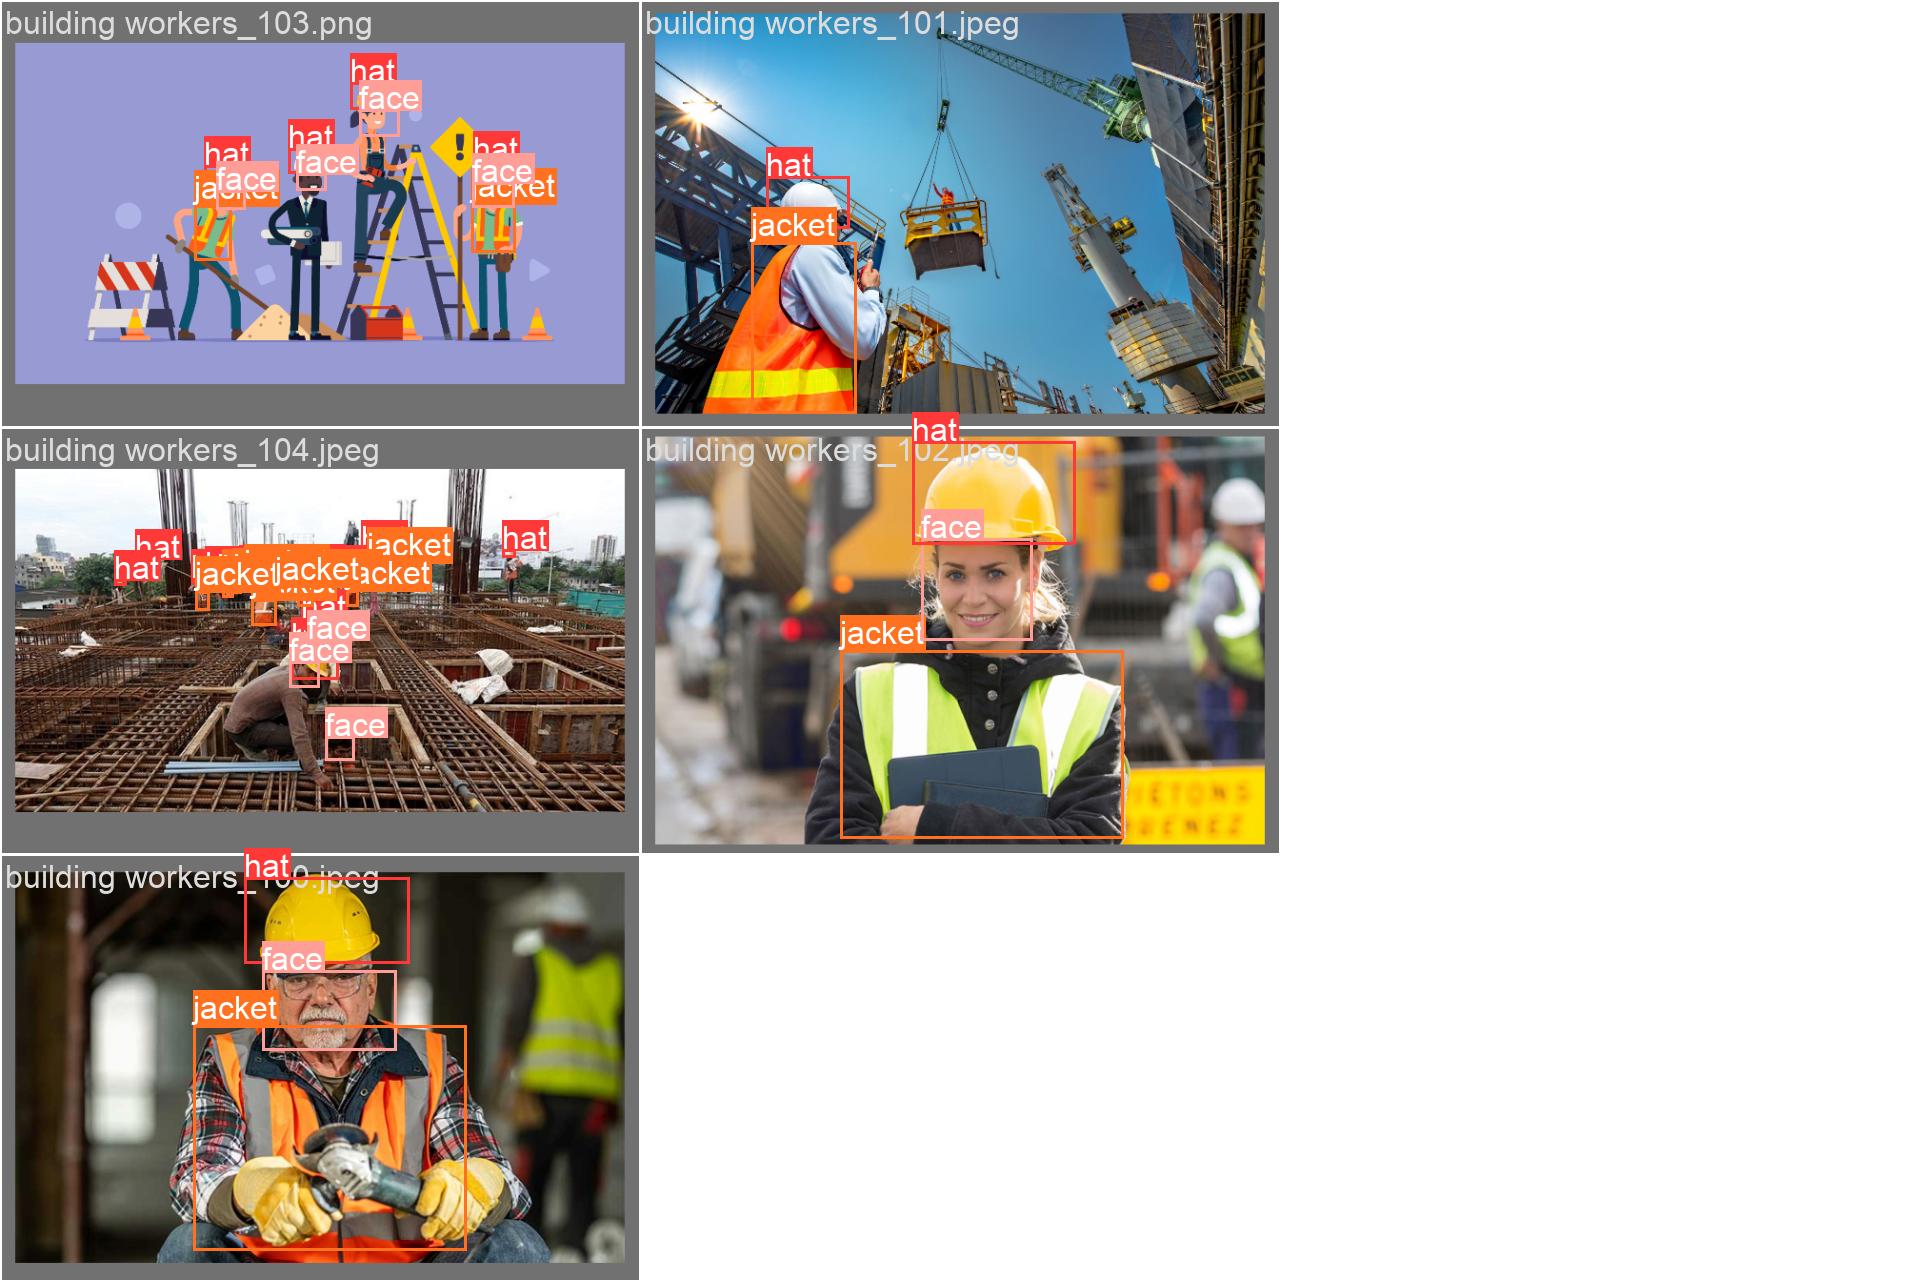 building workers_103.png
hat
face
hat
face
hat
face
jacket
hat
face
jacket
!
building workers_101.jpeg
hat
jacket
building workers_104.jpeg
hat
hat
hat
jacket
jacket
jacket
jacket
hat
face
face
face
building workers_102.jpeg
hat
face
jacket
building workers_100.jpeg
hat
face
jacket